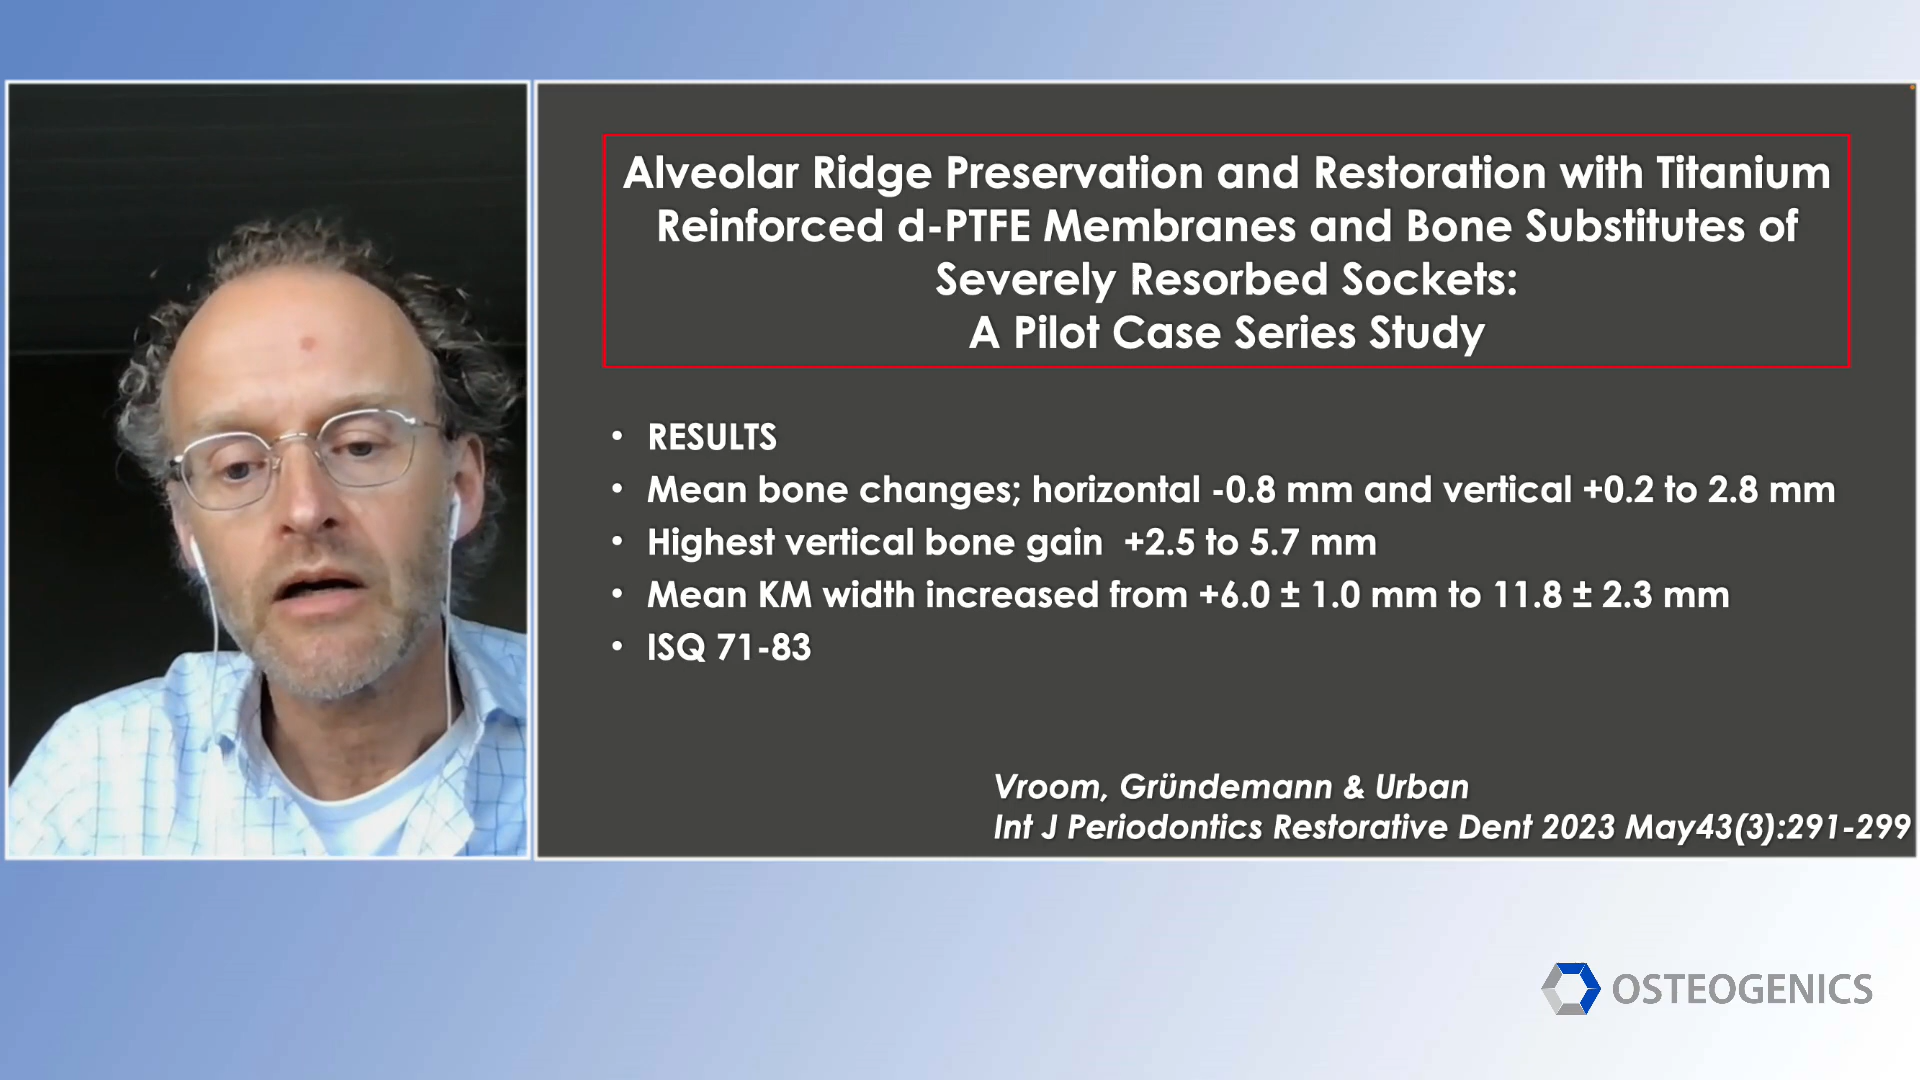 Alveolar Ridge Preservation and Restoration with Titanium
Reinforced d-PTFE Membranes and Bone Substitutes of
Severely Resorbed Sockets:
A Pilot Case Series Study
• RESULTS
• Mean bone changes; horizontal -0.8 mm and vertical +0.2 to 2.8 mm
• Highest vertical bone gain  +2.5 to 5.7 mm
• Mean KM width increased from +6.0 ± 1.0 mm to 11.8 ± 2.3 mm
• ISQ 71-83
Vroom, Gründemann & Urban
Int J Periodontics Restorative Dent 2023 May43(3):291-299
OSTEOGENICS